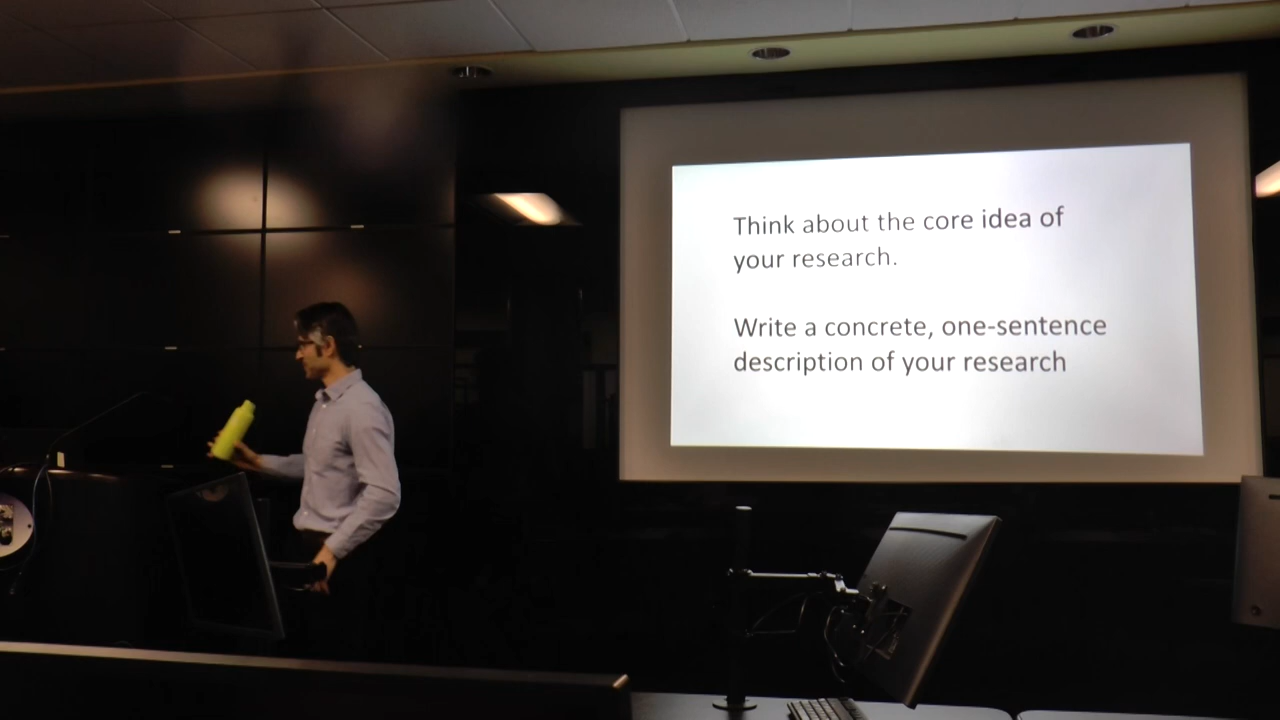 Think about the core idea of
your research.
Write a concrete, one-sentence
description of your research